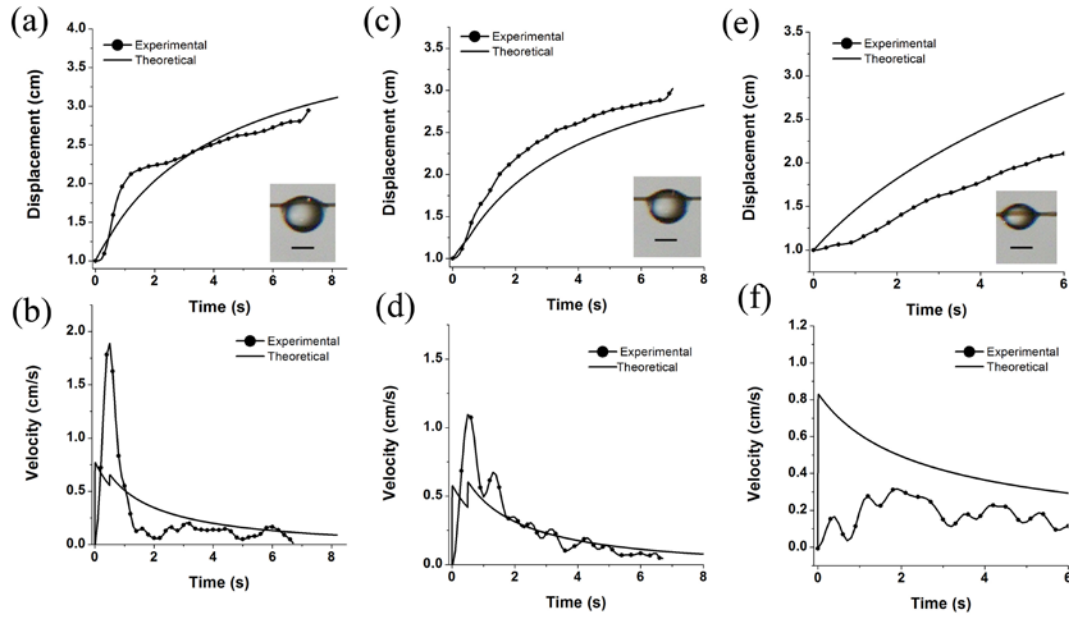 (a)
4.0
3.5
3.0
2.5
2.0
1.5
1.0
Displacement (cm)
Experimental
Theoretical
0 2 4 6 8
Time (s)
(c)
3.5
3.0
2.5
2.0
1.5
1.0
Displacement (cm)
Experimental
Theoretical
0 2 4 6 8
Time (s)
(e)
3.5
3.0
2.5
2.0
1.5
1.0
Displacement (cm)
Experimental
Theoretical
0 2 4 6
Time (s)
(b)
2.0
1.5
1.0
0.5
0.0
Velocity (cm/s)
Experimental
Theoretical
0 2 4 6 8
Time (s)
(d)
1.5
1.0
0.5
0.0
Velocity (cm/s)
Experimental
Theoretical
0 2 4 6 8
Time (s)
(f)
1.2
1.0
0.8
0.6
0.4
0.2
0.0
Velocity (cm/s)
Experimental
Theoretical
0 2 4 6
Time (s)